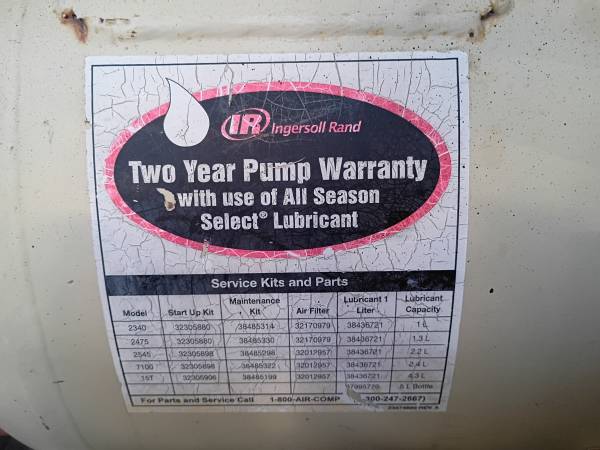 IR Ingersoll Rand
Two Year Pump Warranty
with use of All Season
Select® Lubricant
Service Kits and Parts
Model Start Up Kit Maintenance Kit Air Filter Lubricant 1 Liter Lubricant Capacity
2340 32305880 38485314 32170979 38436721 1 L
2475 32305880 38485330 32170979 38436721 1.3 L
2545 32305898 38485298 32012957 38436721 2.2 L
7100 32305898 38485322 32012957 38436721 2.4 L
15T 32305906 38485199 32012957 38436721 4.3 L
5 L Bottle
For Parts and Service Call 1-800-AIR-COMP 800-247-2667)